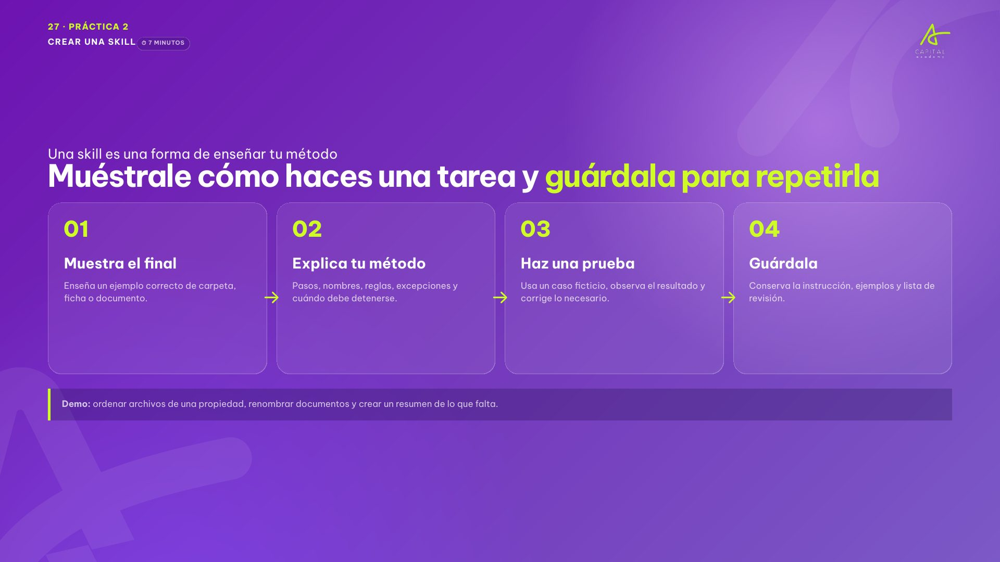 27 · PRÁCTICA 2
CREAR UNA SKILL
⏱ 7 MINUTOS
CAPITAL
academy
Una skill es una forma de enseñar tu método
Muéstrale cómo haces una tarea y guárdala para repetirla
01
Muestra el final
Enseña un ejemplo correcto de carpeta,
ficha o documento.
→
02
Explica tu método
Pasos, nombres, reglas, excepciones y
cuándo debe detenerse.
→
03
Haz una prueba
Usa un caso ficticio, observa el resultado y
corrige lo necesario.
→
04
Guárdala
Conserva la instrucción, ejemplos y lista de
revisión.
Demo: ordenar archivos de una propiedad, renombrar documentos y crear un resumen de lo que falta.